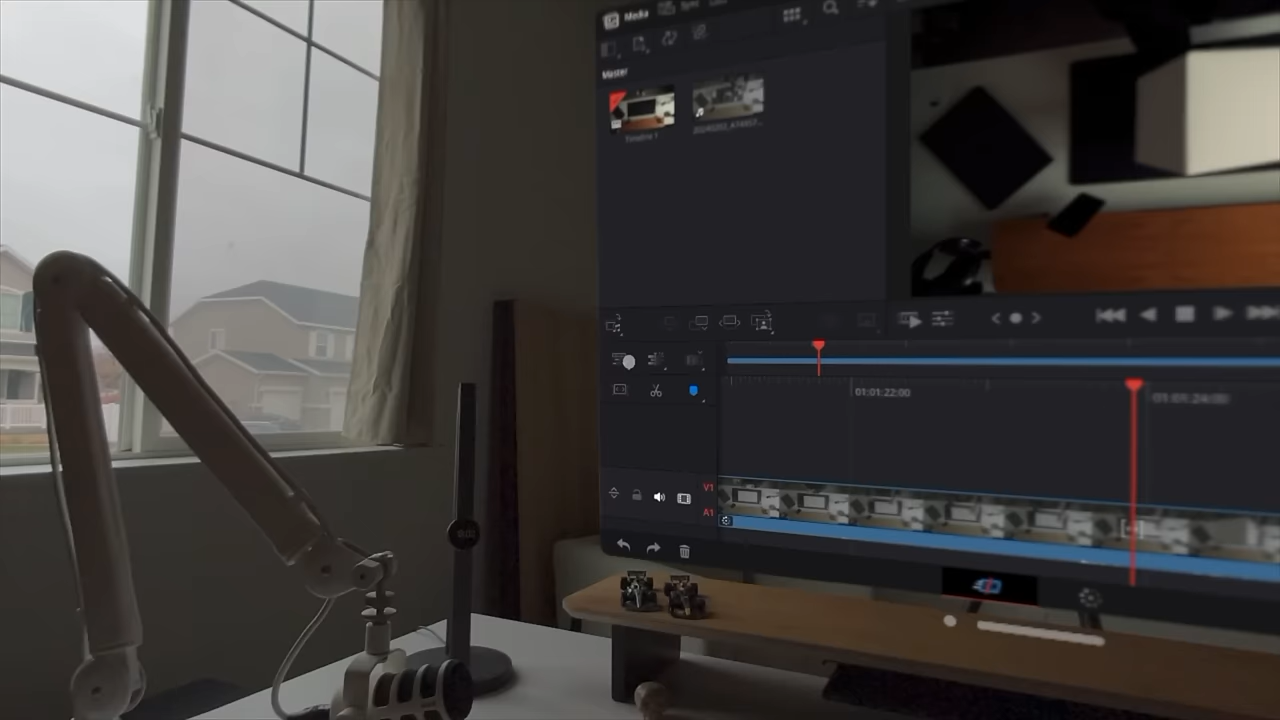 Media
Sync
Master
Timeline 1
01:01:22:00
01:01:24:00
V1
A1